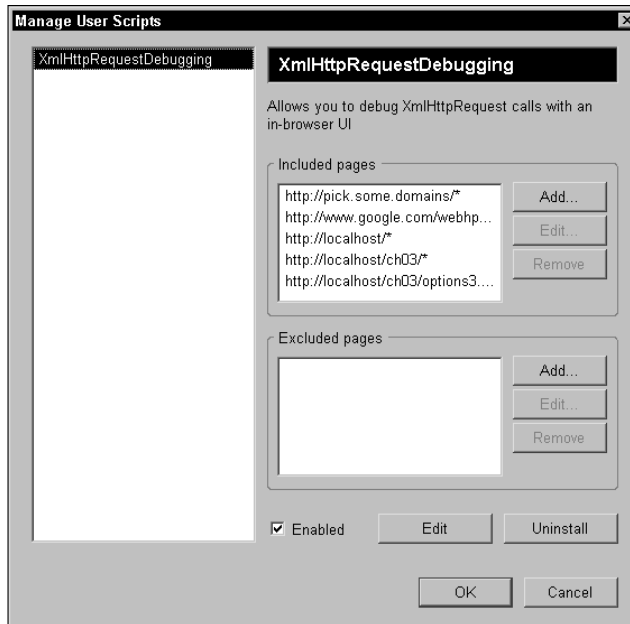 Manage User Scripts
XmlHttpRequestDebugging
XmlHttpRequestDebugging
Allows you to debug XmlHttpRequest calls with an
in-browser UI
Included pages
http://pick.some.domains/*
http://www.google.com/webhp...
http://localhost/*
http://localhost/ch03/*
http://localhost/ch03/options3....
Add...
Edit...
Remove
Excluded pages
Add...
Edit...
Remove
Enabled
Edit
Uninstall
OK
Cancel